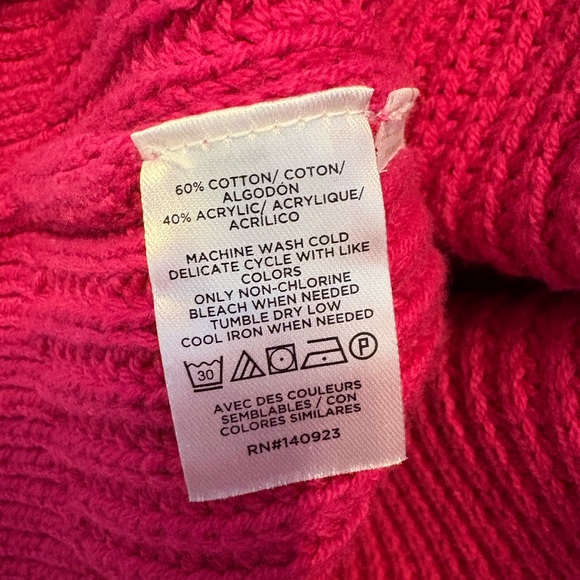 60% COTTON/ COTON/
ALGODÓN
40% ACRYLIC/ ACRYLIQUE/
ACRÍLICO
MACHINE WASH COLD
DELICATE CYCLE WITH LIKE
COLORS
ONLY NON-CHLORINE
BLEACH WHEN NEEDED
TUMBLE DRY LOW
COOL IRON WHEN NEEDED
30 P
AVEC DES COULEURS
SEMBLABLES / CON
COLORES SIMILARES
RN#140923